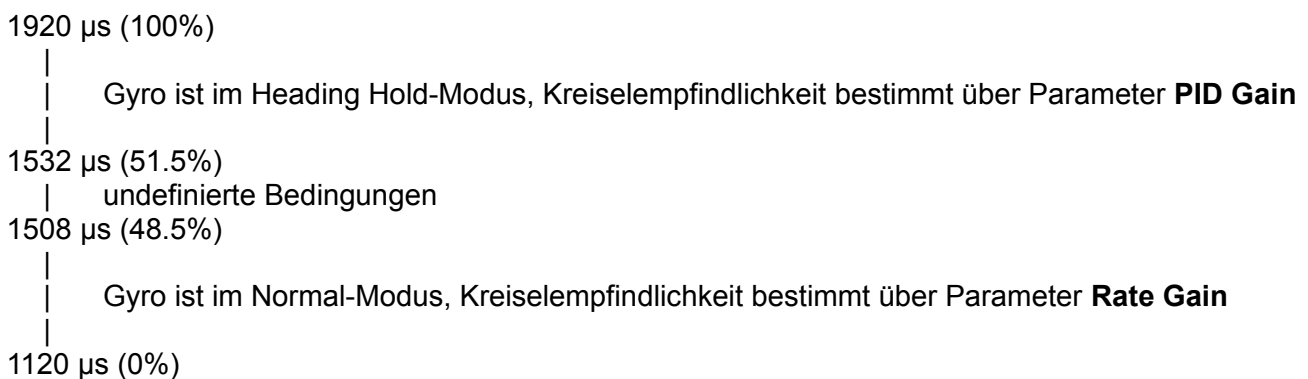 1920 µs (100%)
|
| Gyro ist im Heading Hold-Modus, Kreiselempfindlichkeit bestimmt über Parameter PID Gain
|
1532 µs (51.5%)
| undefinierte Bedingungen
1508 µs (48.5%)
|
| Gyro ist im Normal-Modus, Kreiselempfindlichkeit bestimmt über Parameter Rate Gain
|
1120 µs (0%)